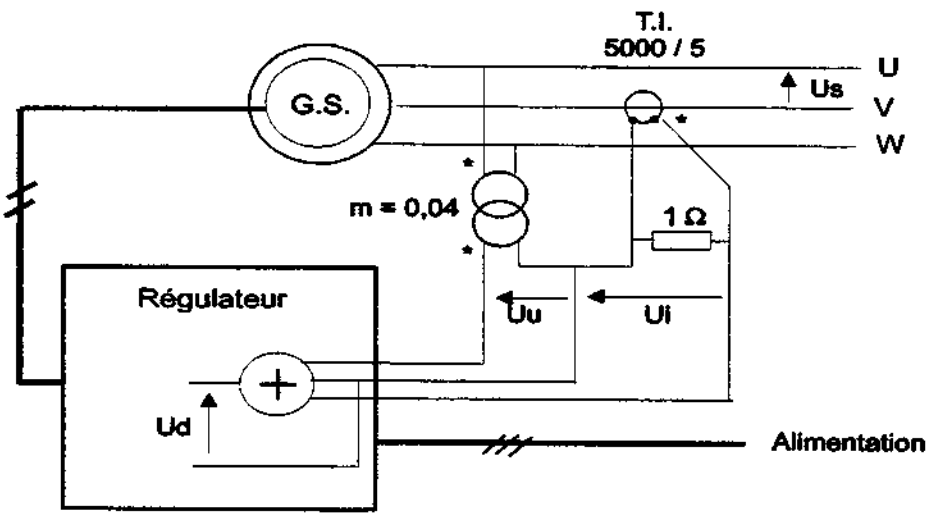 T.I.
5000 / 5
U
Us
V
W
G.S.
*
*
*
m = 0,04
1 Ω
Régulateur
Uu
Ui
+
Ud
Alimentation